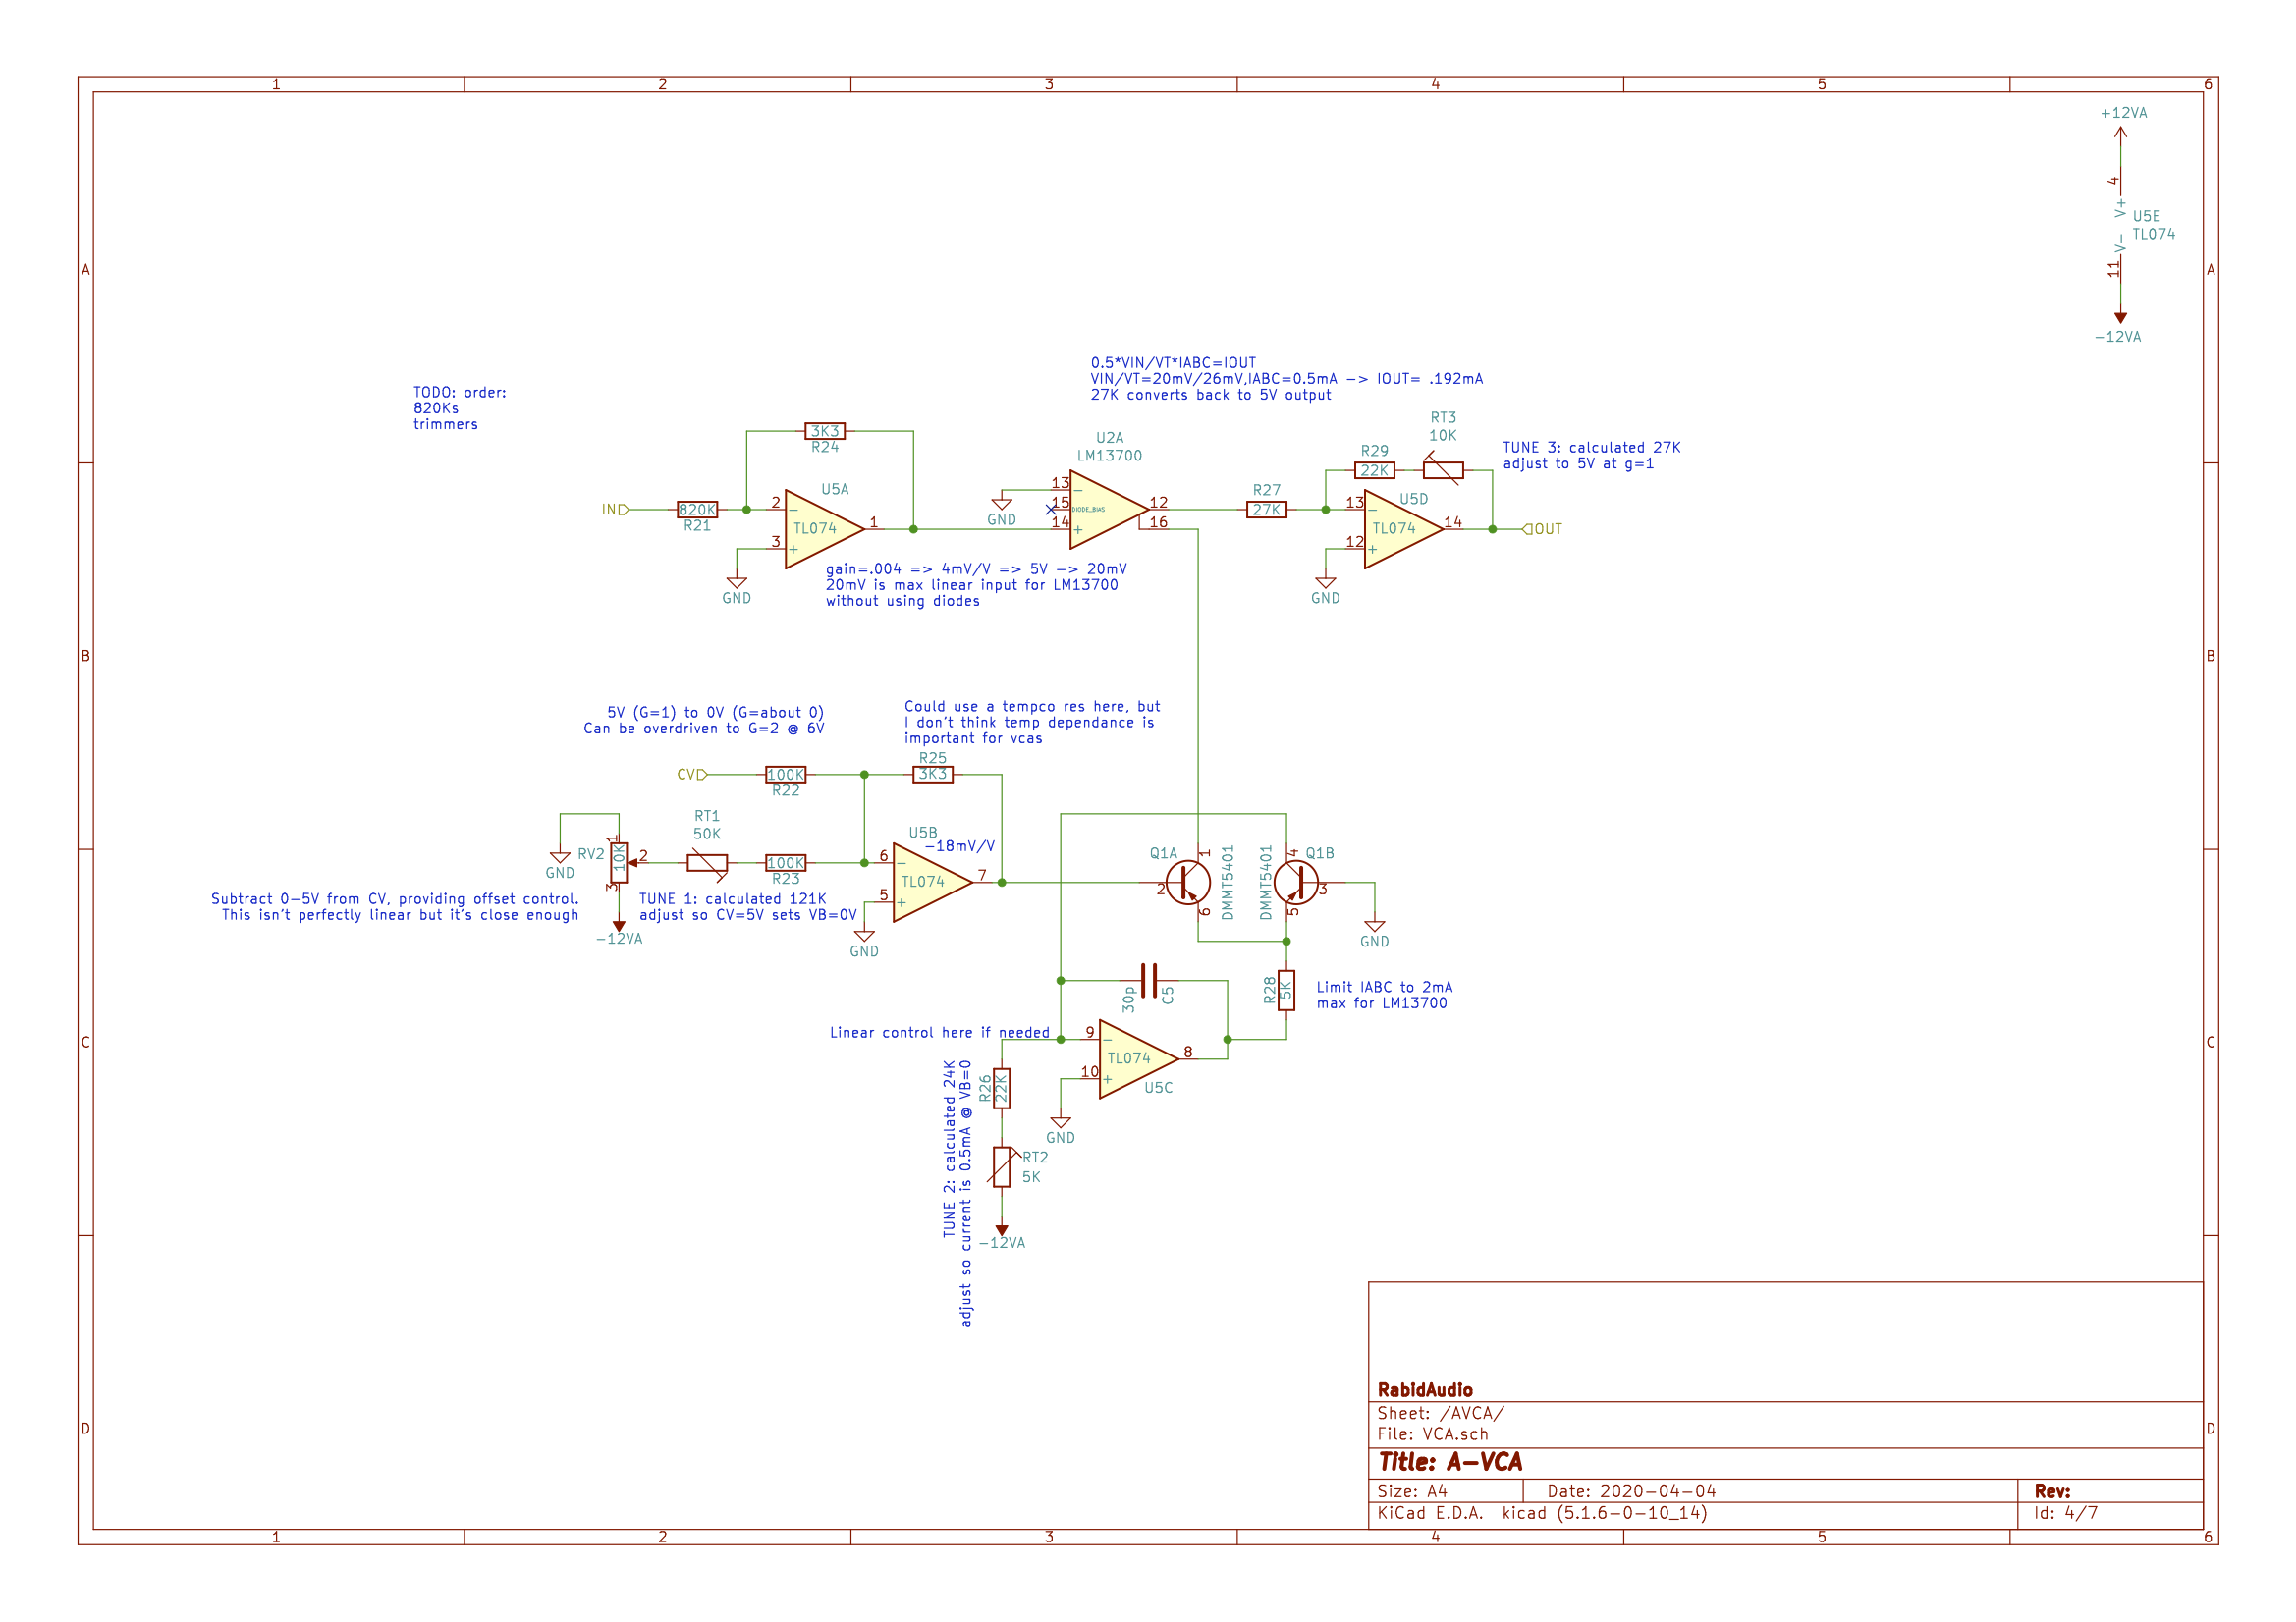 1 2 3 4 5 6
+12VA
4
V+
U5E
TL074
V-
11
-12VA
A A
0.5*VIN/VT*IABC=IOUT
VIN/VT=20mV/26mV,IABC=0.5mA -> IOUT= .192mA
27K converts back to 5V output
TODO: order:
820Ks
trimmers
3K3
R24
U2A
LM13700
RT3
10K
R29
22K
TUNE 3: calculated 27K
adjust to 5V at g=1
IN
820K
R21
U5A
2
-
TL074
1
3
+
GND
GND
13
-
15
DIODE_BIAS
14
+
12
16
R27
27K
U5D
13
-
TL074
14
12
+
OUT
GND
gain=.004 => 4mV/V => 5V -> 20mV
20mV is max linear input for LM13700
without using diodes
B B
5V (G=1) to 0V (G=about 0)
Can be overdriven to G=2 @ 6V
Could use a tempco res here, but
I don't think temp dependance is
important for vcas
CV
100K
R22
R25
3K3
RT1
50K
GND
RV2
10K
1
2
3
-12VA
100K
R23
U5B
-18mV/V
6
-
TL074
7
5
+
GND
Subtract 0-5V from CV, providing offset control.
This isn't perfectly linear but it's close enough
TUNE 1: calculated 121K
adjust so CV=5V sets VB=0V
Q1A
1
2
6
DMMT5401
DMMT5401
Q1B
4
3
5
GND
30p
C5
R28
5K
Limit IABC to 2mA
max for LM13700
Linear control here if needed
C C
9
-
TL074
8
10
+
U5C
GND
R26
22K
TUNE 2: calculated 24K
adjust so current is 0.5mA @ VB=0
RT2
5K
-12VA
D D
RabidAudio
Sheet: /AVCA/
File: VCA.sch
Title: A-VCA
Size: A4 Date: 2020-04-04 Rev:
KiCad E.D.A. kicad (5.1.6-0-10_14) Id: 4/7
1 2 3 4 5 6